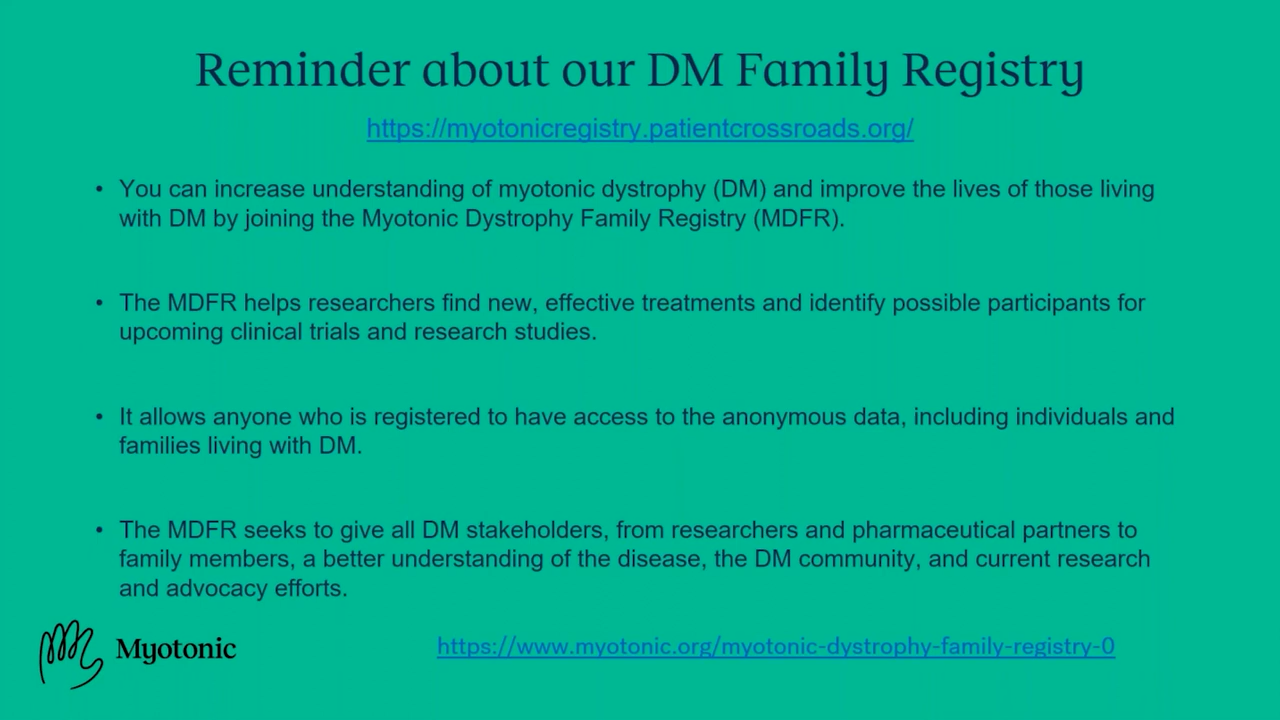 Reminder about our DM Family Registry
https://myotonicregistry.patientcrossroads.org/
• You can increase understanding of myotonic dystrophy (DM) and improve the lives of those living
with DM by joining the Myotonic Dystrophy Family Registry (MDFR).
• The MDFR helps researchers find new, effective treatments and identify possible participants for
upcoming clinical trials and research studies.
• It allows anyone who is registered to have access to the anonymous data, including individuals and
families living with DM.
• The MDFR seeks to give all DM stakeholders, from researchers and pharmaceutical partners to
family members, a better understanding of the disease, the DM community, and current research
and advocacy efforts.
Myotonic
https://www.myotonic.org/myotonic-dystrophy-family-registry-0